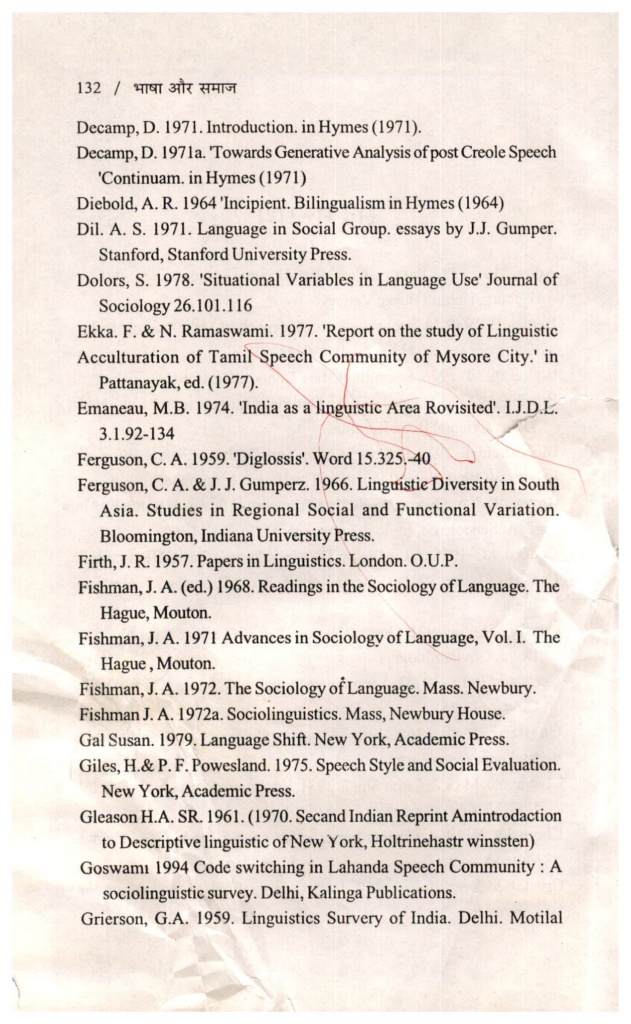 132 / भाषा और समाज
Decamp, D. 1971. Introduction. in Hymes (1971).
Decamp, D. 1971a. 'Towards Generative Analysis of post Creole Speech
'Continuam. in Hymes (1971)
Diebold, A. R. 1964 'Incipient. Bilingualism in Hymes (1964)
Dil. A. S. 1971. Language in Social Group. essays by J.J. Gumper.
Stanford, Stanford University Press.
Dolors, S. 1978. 'Situational Variables in Language Use' Journal of
Sociology 26.101.116
Ekka. F. & N. Ramaswami. 1977. 'Report on the study of Linguistic
Acculturation of Tamil Speech Community of Mysore City.' in
Pattanayak, ed. (1977).
Emaneau, M.B. 1974. 'India as a linguistic Area Rovisited'. I.J.D.L.
3.1.92-134
Ferguson, C. A. 1959. 'Diglossis'. Word 15.325.-40
Ferguson, C. A. & J. J. Gumperz. 1966. Linguistic Diversity in South
Asia. Studies in Regional Social and Functional Variation.
Bloomington, Indiana University Press.
Firth, J. R. 1957. Papers in Linguistics. London. O.U.P.
Fishman, J. A. (ed.) 1968. Readings in the Sociology of Language. The
Hague, Mouton.
Fishman, J. A. 1971 Advances in Sociology of Language, Vol. I. The
Hague , Mouton.
Fishman, J. A. 1972. The Sociology of Language. Mass. Newbury.
Fishman J. A. 1972a. Sociolinguistics. Mass, Newbury House.
Gal Susan. 1979. Language Shift. New York, Academic Press.
Giles, H.& P. F. Powesland. 1975. Speech Style and Social Evaluation.
New York, Academic Press.
Gleason H.A. SR. 1961. (1970. Second Indian Reprint Amintrodaction
to Descriptive linguistic of New York, Holtrinehastr winssten)
Goswami 1994 Code switching in Lahanda Speech Community : A
sociolinguistic survey. Delhi, Kalinga Publications.
Grierson, G.A. 1959. Linguistics Survery of India. Delhi. Motilal